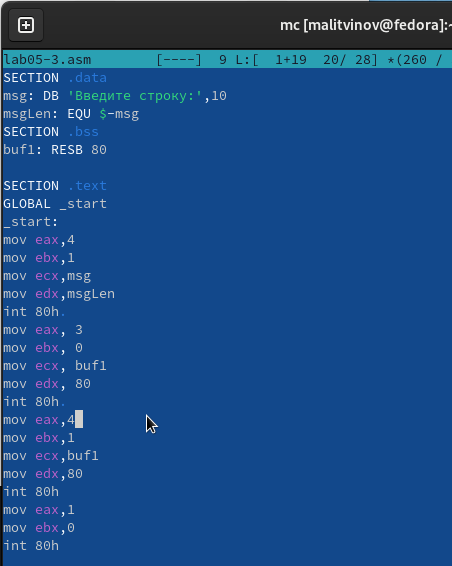 mc [malitvinov@fedora]:~
lab05-3.asm [----] 9 L:[ 1+19 20/ 28] *(260 /
SECTION .data
msg: DB 'Введите строку:',10
msgLen: EQU $-msg
SECTION .bss
buf1: RESB 80
SECTION .text
GLOBAL _start
_start:
mov eax,4
mov ebx,1
mov ecx,msg
mov edx,msgLen
int 80h.
mov eax, 3
mov ebx, 0
mov ecx, buf1
mov edx, 80
int 80h.
mov eax,4
mov ebx,1
mov ecx,buf1
mov edx,80
int 80h
mov eax,1
mov ebx,0
int 80h